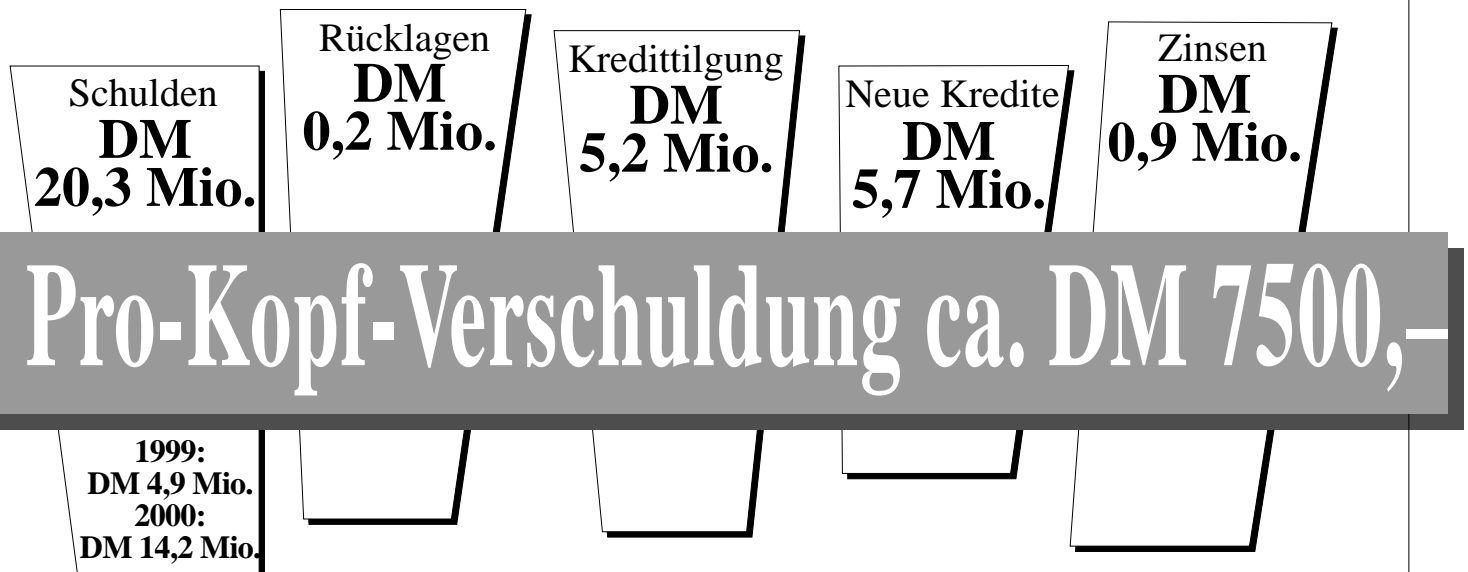 Schulden
DM
20,3 Mio.
Rücklagen
DM
0,2 Mio.
Kredittilgung
DM
5,2 Mio.
Neue Kredite
DM
5,7 Mio.
Zinsen
DM
0,9 Mio.
Pro-Kopf-Verschuldung ca. DM 7500,–
1999:
DM 4,9 Mio.
2000:
DM 14,2 Mio.